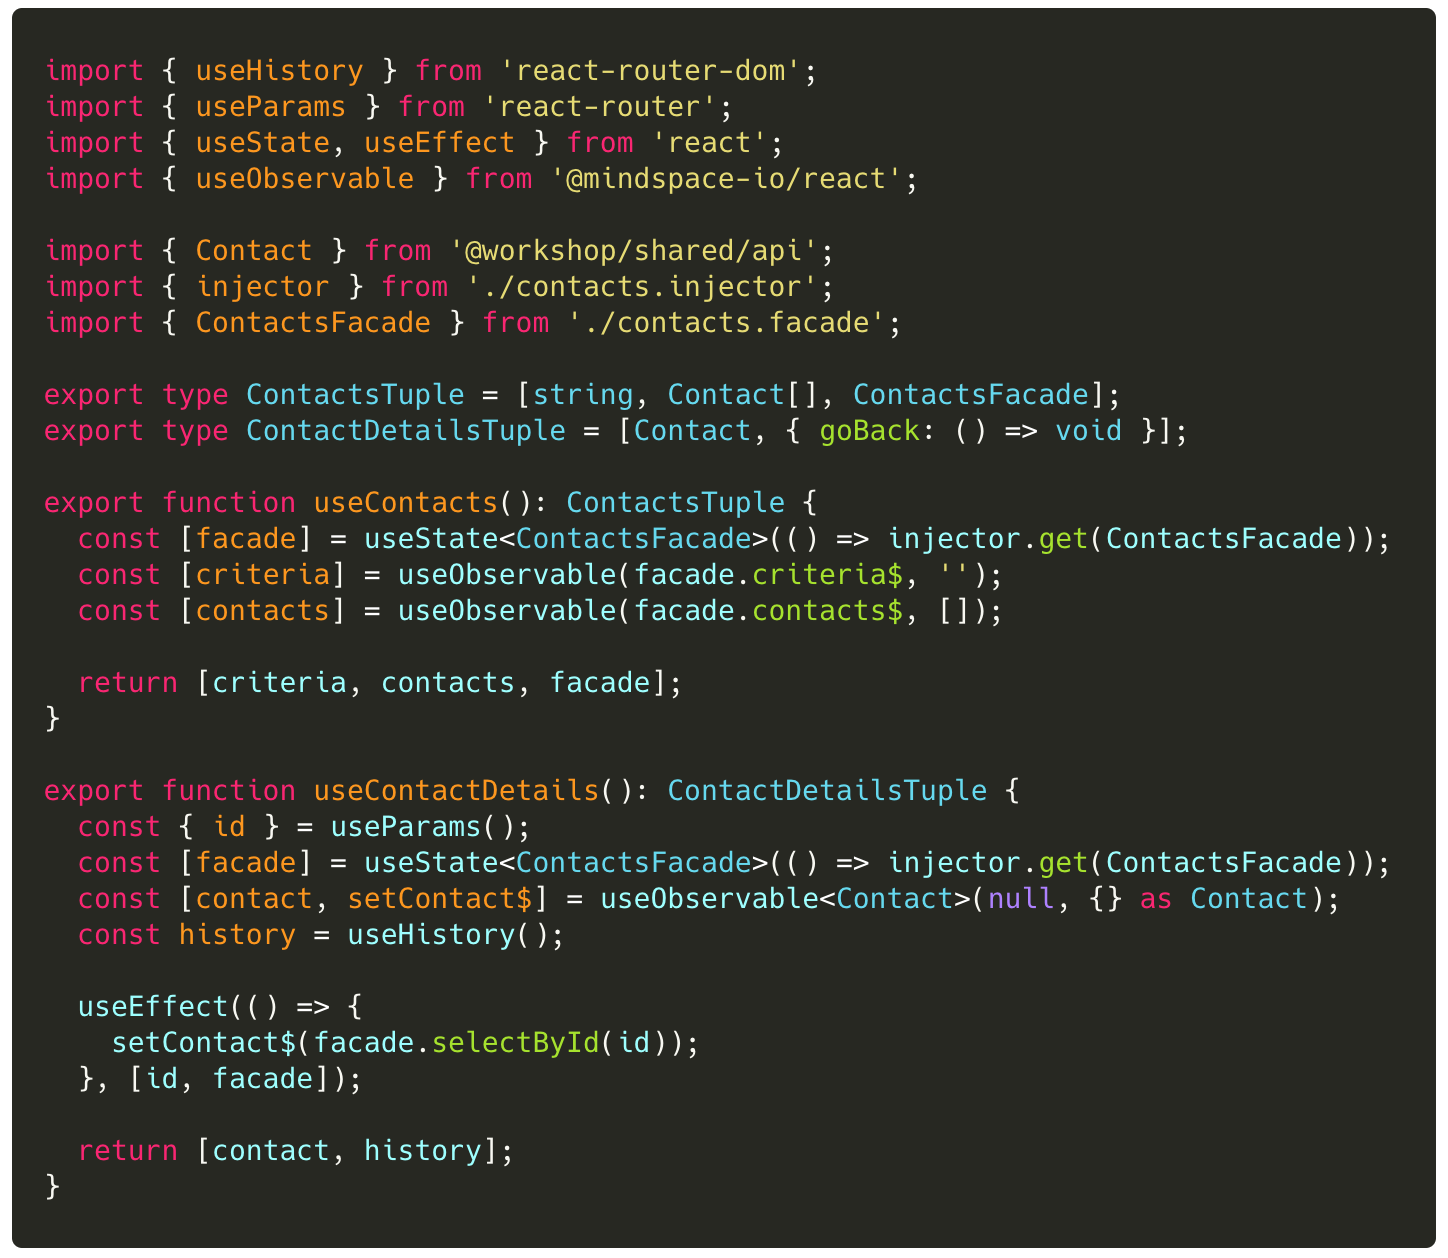 import { useHistory } from 'react-router-dom';
import { useParams } from 'react-router';
import { useState, useEffect } from 'react';
import { useObservable } from '@mindspace-io/react';

import { Contact } from '@workshop/shared/api';
import { injector } from './contacts.injector';
import { ContactsFacade } from './contacts.facade';

export type ContactsTuple = [string, Contact[], ContactsFacade];
export type ContactDetailsTuple = [Contact, { goBack: () => void }];

export function useContacts(): ContactsTuple {
  const [facade] = useState<ContactsFacade>(() => injector.get(ContactsFacade));
  const [criteria] = useObservable(facade.criteria$, '');
  const [contacts] = useObservable(facade.contacts$, []);

  return [criteria, contacts, facade];
}

export function useContactDetails(): ContactDetailsTuple {
  const { id } = useParams();
  const [facade] = useState<ContactsFacade>(() => injector.get(ContactsFacade));
  const [contact, setContact$] = useObservable<Contact>(null, {} as Contact);
  const history = useHistory();

  useEffect(() => {
    setContact$(facade.selectById(id));
  }, [id, facade]);

  return [contact, history];
}